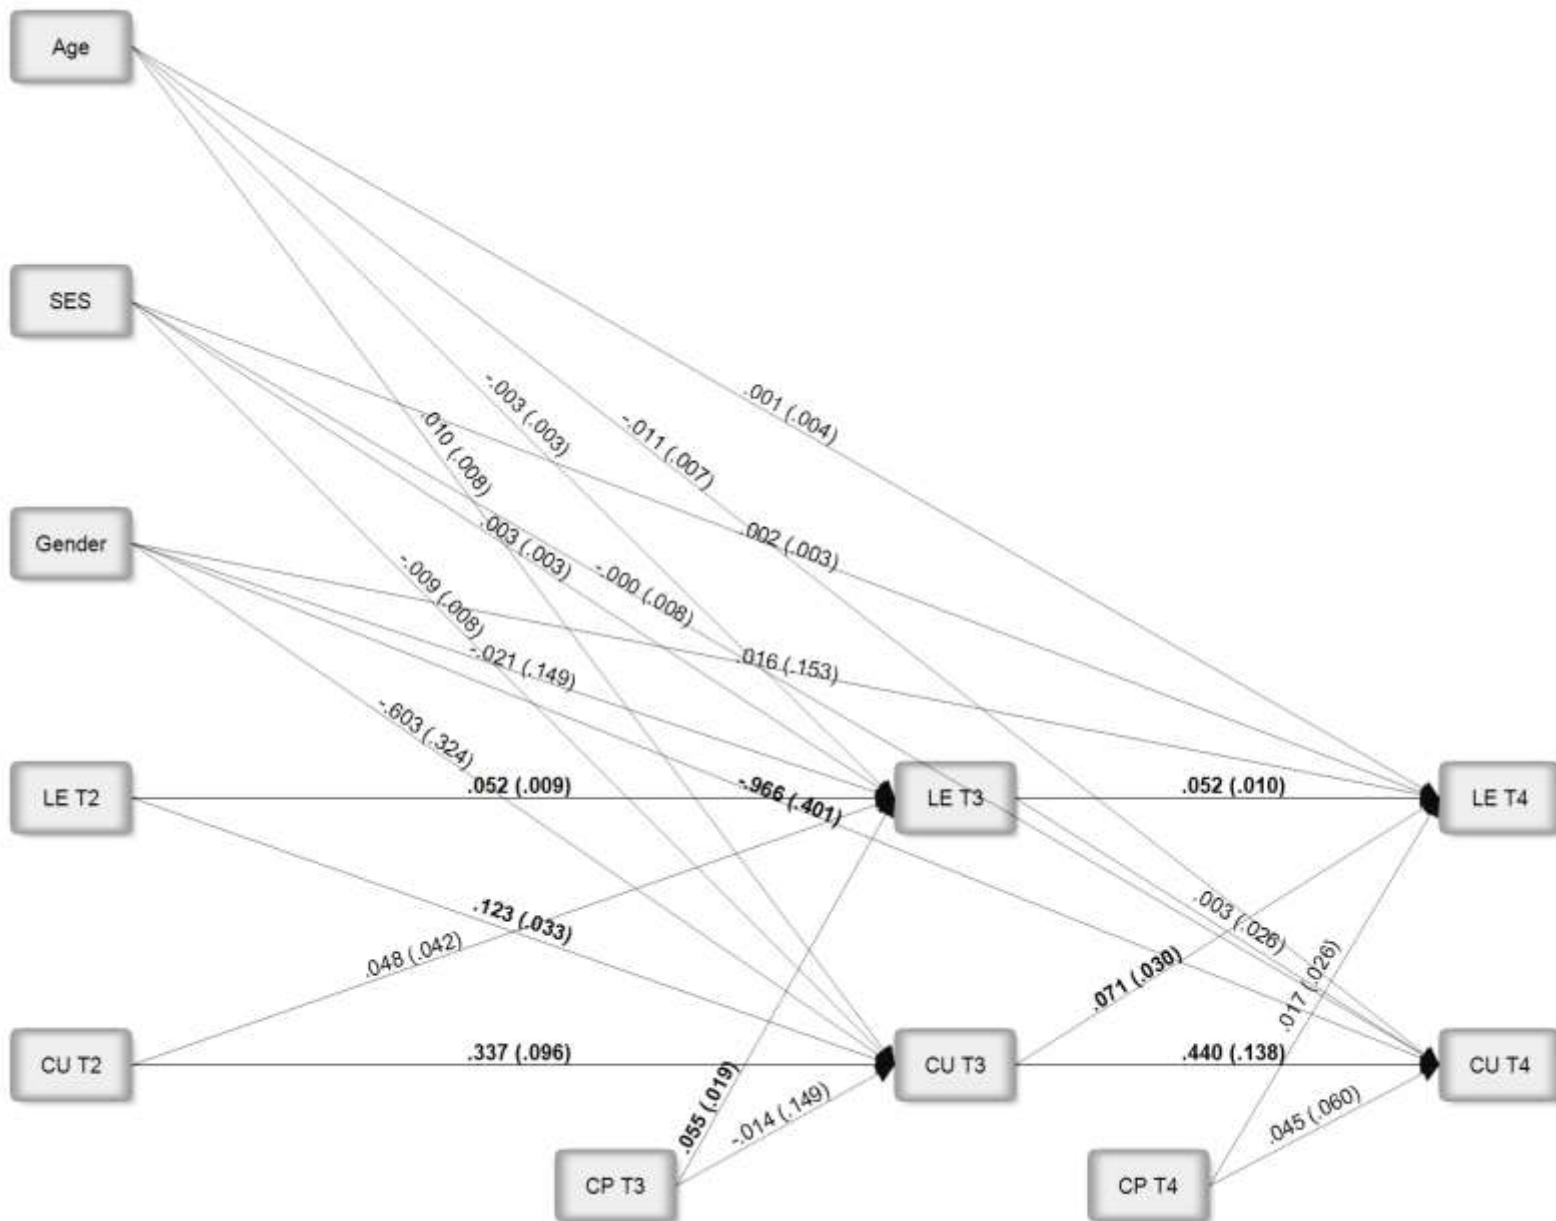 Age
SES
.001 (.004)
-.003 (.003)
-.011 (.007)
.010 (.008)
.002 (.003)
.003 (.003)
Gender
-.009 (.008)
-.000 (.008)
-.021 (.149)
.016 (.153)
-.603 (.324)
LE T2
.052 (.009)
-.966 (.401)
LE T3
.052 (.010)
LE T4
.123 (.033)
.003 (.026)
.048 (.042)
.071 (.030)
.017 (.026)
CU T2
.337 (.096)
CU T3
.440 (.138)
CU T4
.055 (.019)
-.014 (.149)
.045 (.060)
CP T3
CP T4